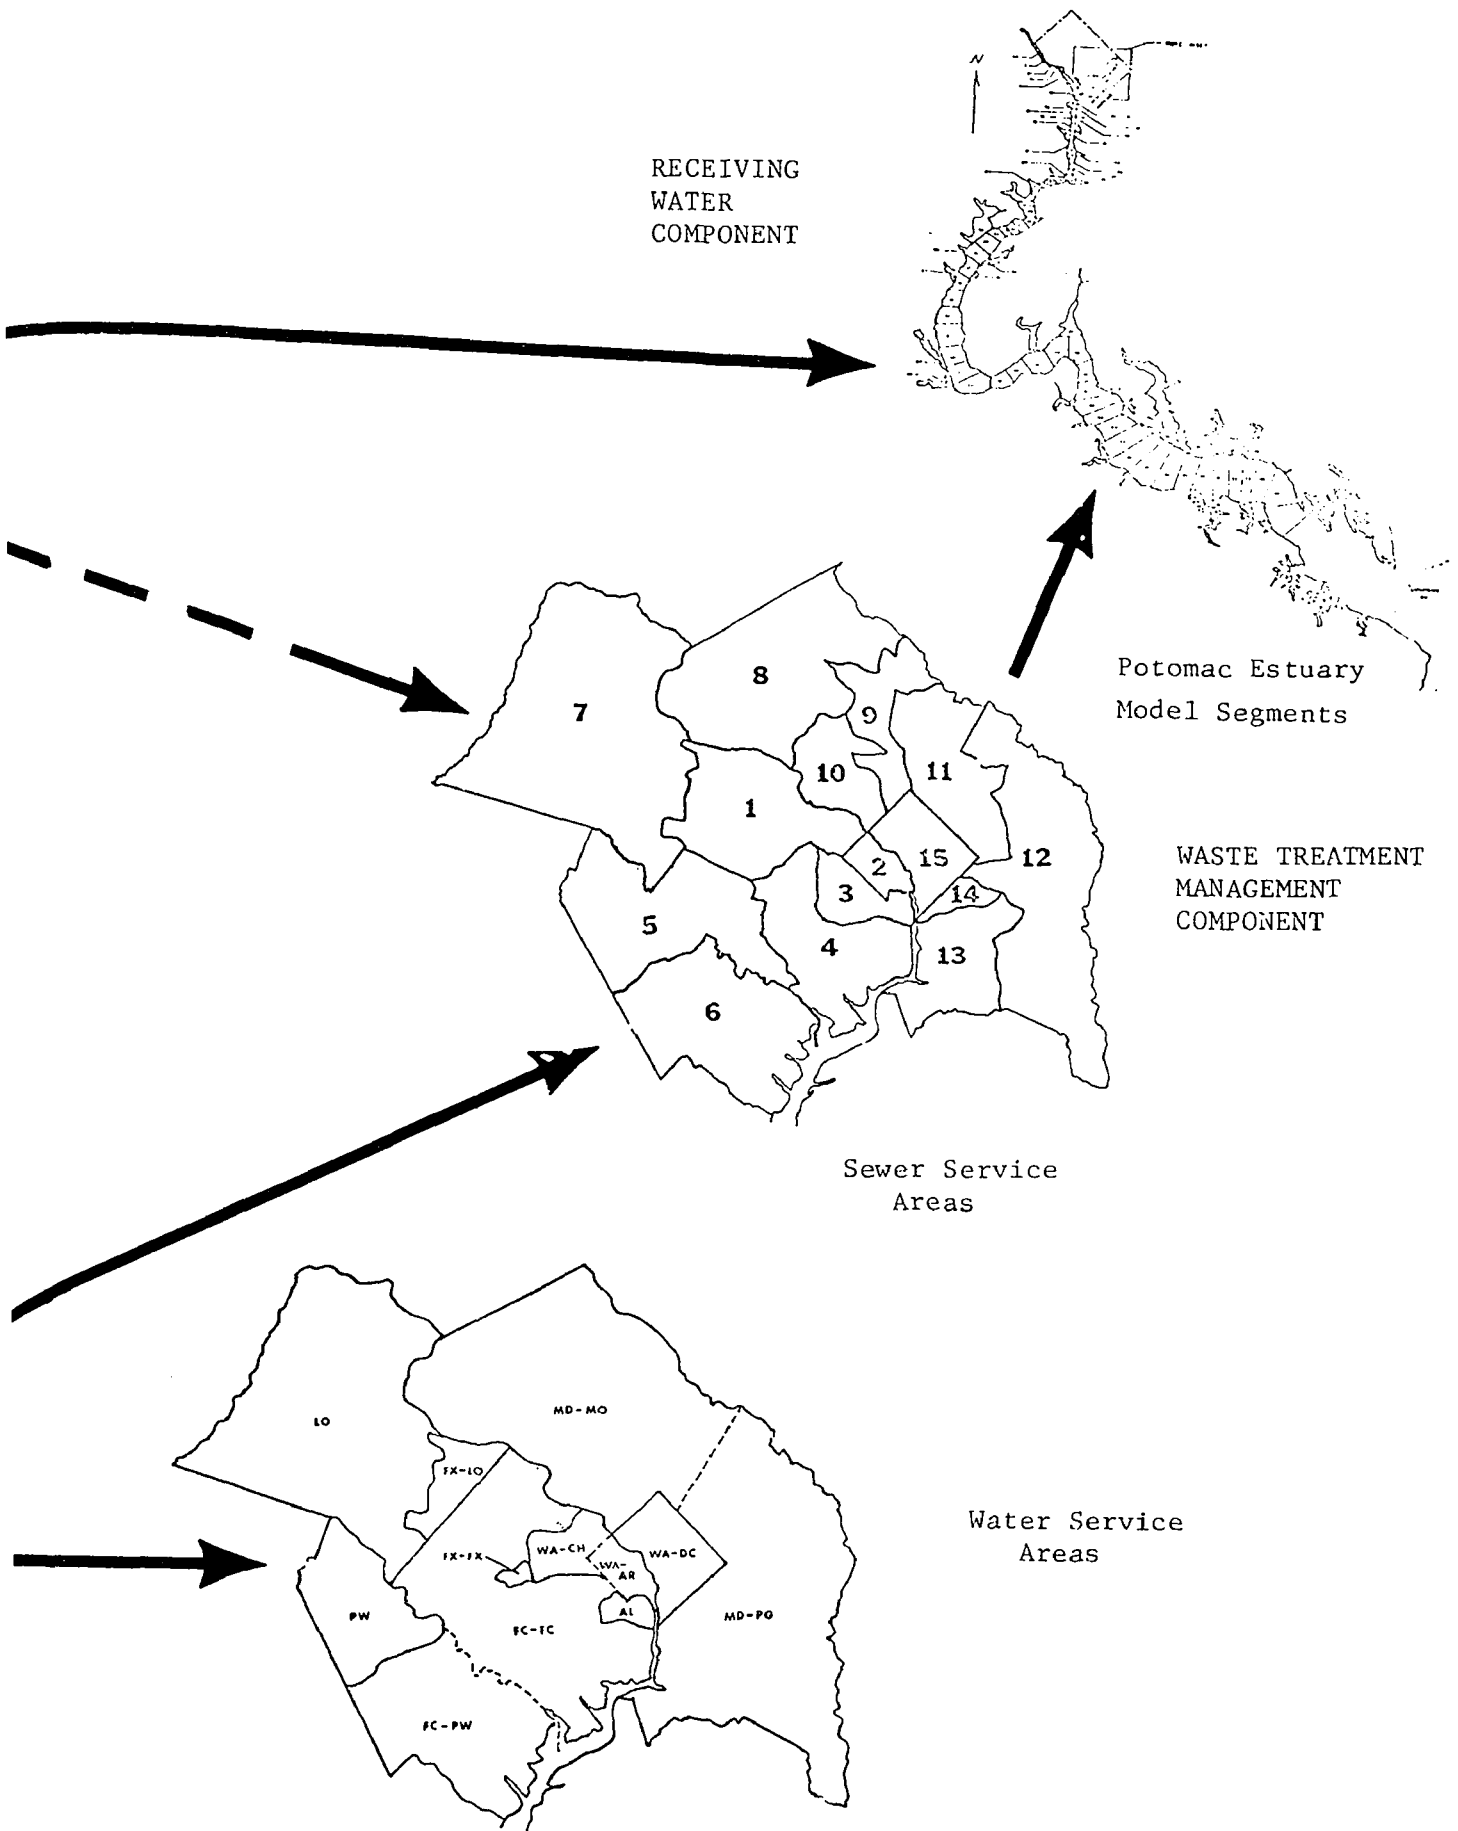 N
RECEIVING
WATER
COMPONENT
Potomac Estuary
Model Segments
7
8
9
10
11
1
2
15
12
3
14
5
4
13
6
WASTE TREATMENT
MANAGEMENT
COMPONENT
Sewer Service
Areas
LO
MD-MO
FX-LO
FX-FX
WA-CH
WA-
AR
WA-DC
AL
PW
FC-FC
MD-PG
FC-PW
Water Service
Areas